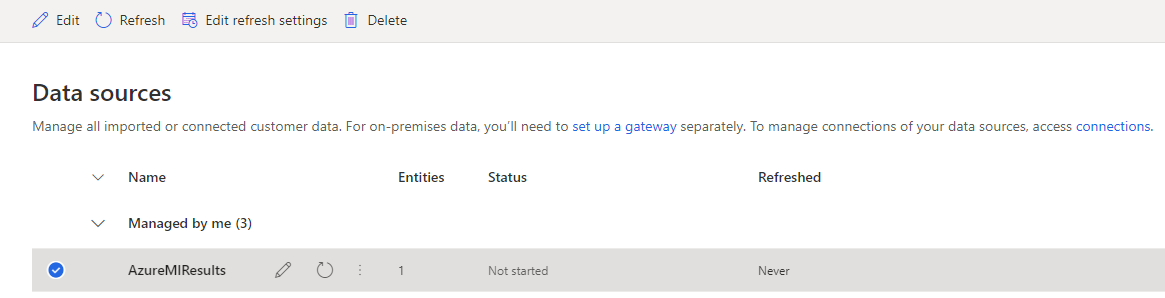 Edit Refresh Edit refresh settings Delete
Data sources
Manage all imported or connected customer data. For on-premises data, you'll need to set up a gateway separately. To manage connections of your data sources, access connections.
Name Entities Status Refreshed
Managed by me (3)
AzureMIResults 1 Not started Never